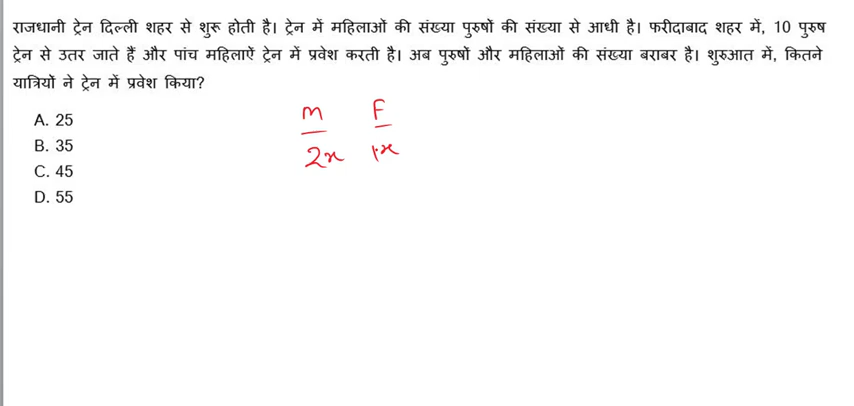 राजधानी ट्रेन दिल्ली शहर से शुरू होती है। ट्रेन में महिलाओं की संख्या पुरुषों की संख्या से आधी है। फरीदाबाद शहर में, 10 पुरुष
ट्रेन से उतर जाते हैं और पांच महिलाऐं ट्रेन में प्रवेश करती है। अब पुरुषों और महिलाओं की संख्या बराबर है। शुरुआत में, कितने
यात्रियों ने ट्रेन में प्रवेश किया?
A. 25
B. 35
C. 45
D. 55
M F
2x 1x